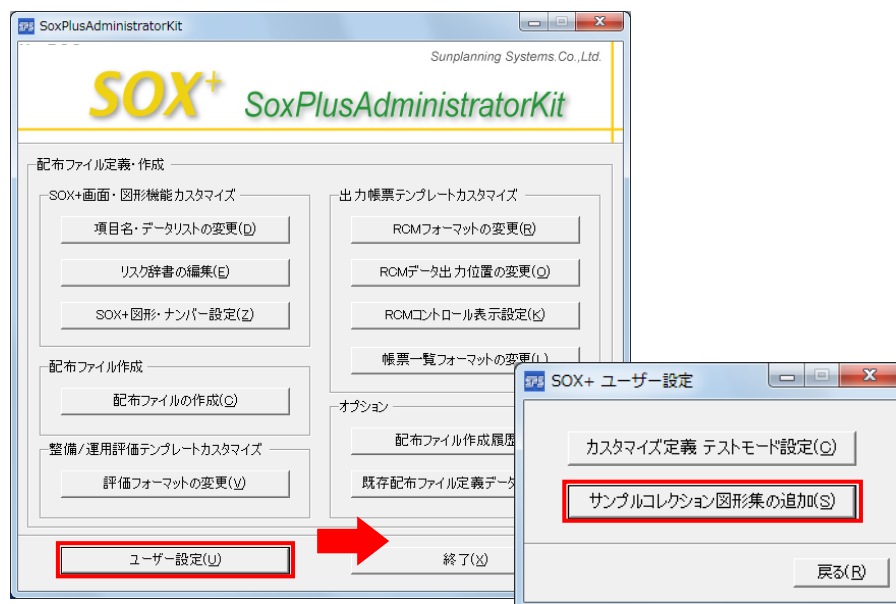 SoxPlusAdministratorKit
Sunplanning Systems.Co.,Ltd.
SOX+ SoxPlusAdministratorKit
配布ファイル定義・作成
SOX+画面・図形機能カスタマイズ
項目名・データリストの変更(D)
リスク辞書の編集(E)
SOX+図形・ナンバー設定(Z)
配布ファイル作成
配布ファイルの作成(C)
整備/運用評価テンプレートカスタマイズ
評価フォーマットの変更(V)
出力帳票テンプレートカスタマイズ
RCMフォーマットの変更(R)
RCMデータ出力位置の変更(O)
RCMコントロール表示設定(K)
帳票一覧フォーマットの変更(L)
オプション
配布ファイル作成履歴
既存配布ファイル定義データ
ユーザー設定(U)
終了(X)
SOX+ ユーザー設定
カスタマイズ定義 テストモード設定(C)
サンプルコレクション図形集の追加(S)
戻る(R)